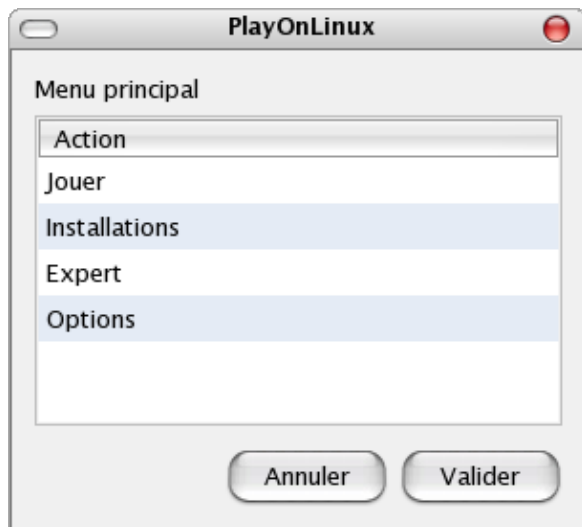 PlayOnLinux
Menu principal
Action
Jouer
Installations
Expert
Options
Annuler Valider